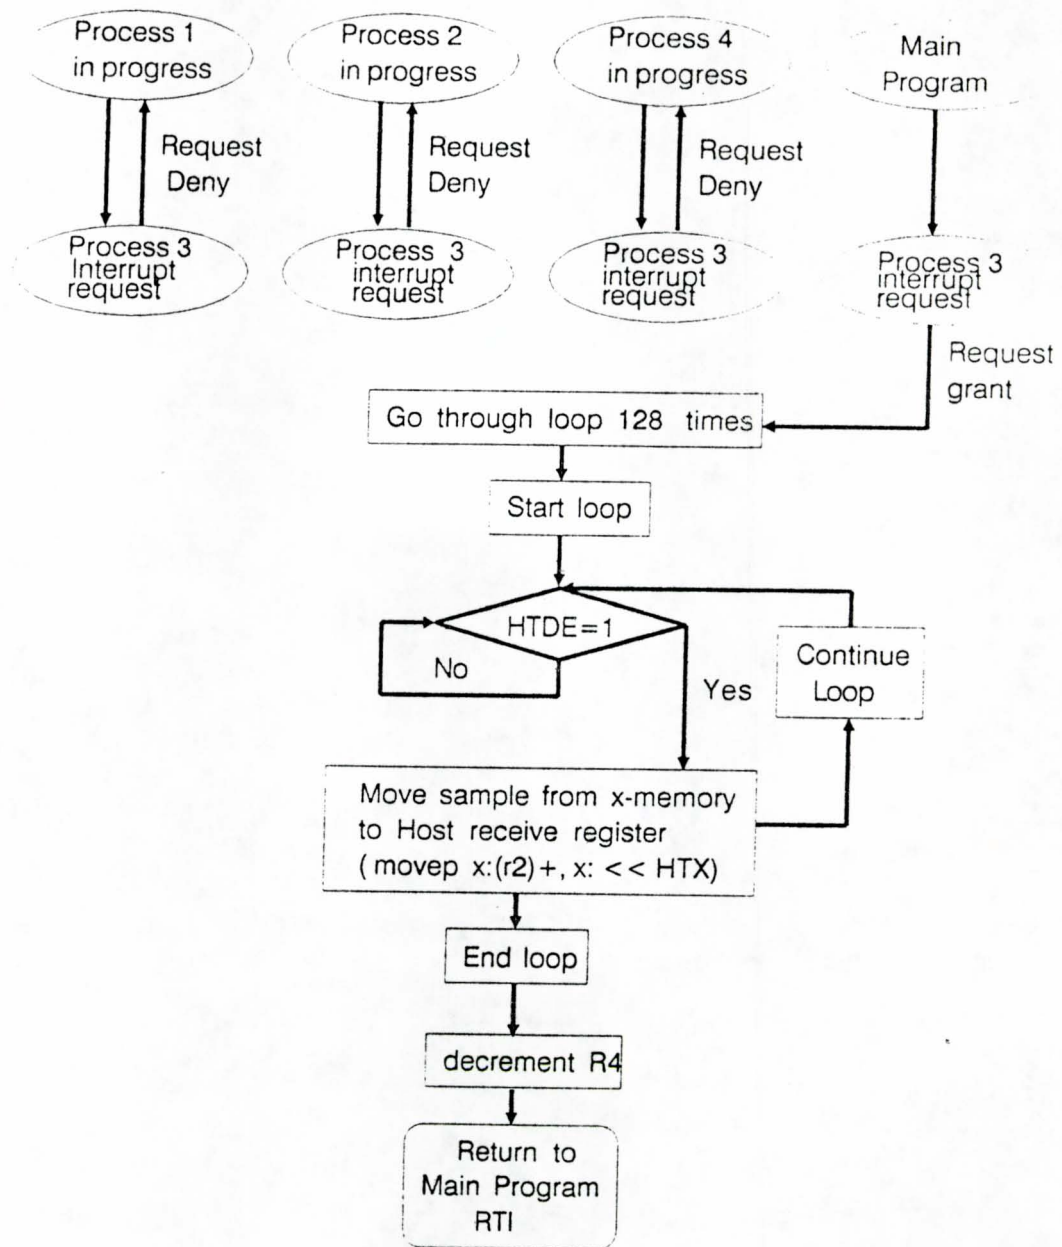 Process 1
in progress
Process 2
in progress
Process 4
in progress
Main
Program
Request
Deny
Request
Deny
Request
Deny
Process 3
Interrupt
request
Process 3
interrupt
request
Process 3
interrupt
request
Process 3
interrupt
request
Request
grant
Go through loop 128 times
Start loop
HTDE=1
No
Yes
Continue
Loop
Move sample from x-memory
to Host receive register
( movep x:(r2)+, x: << HTX)
End loop
decrement R4
Return to
Main Program
RTI